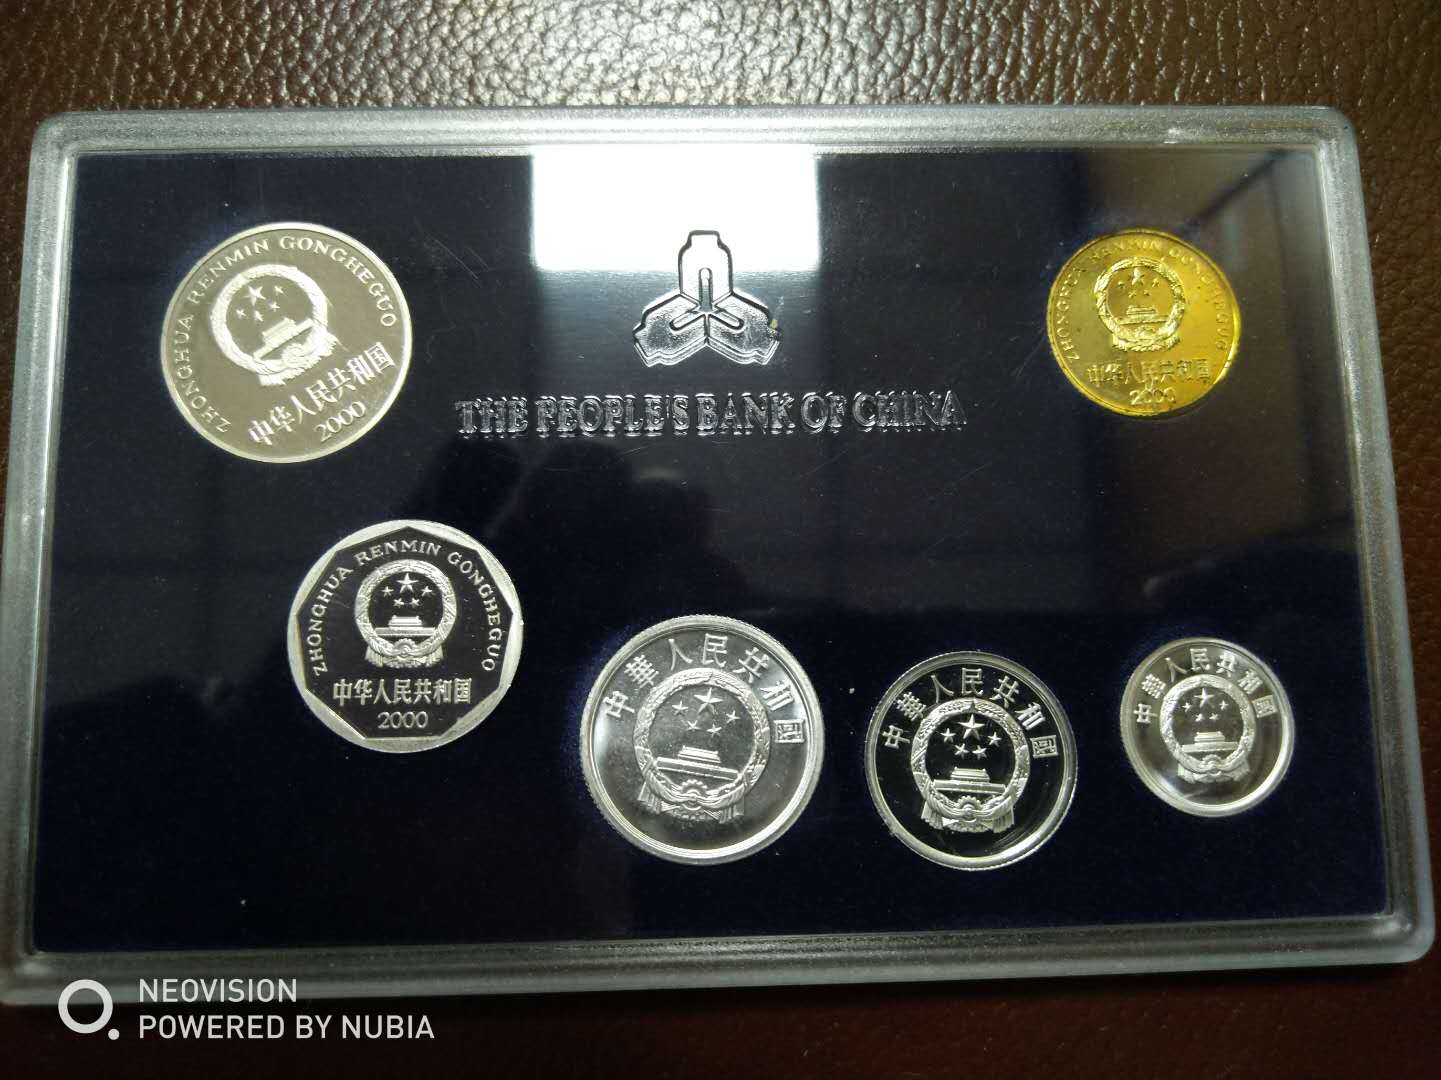 ZHONGHUA RENMIN GONGHEGUO
中华人民共和国
2000
THE PEOPLE'S BANK OF CHINA
ZHONGHUA RENMIN GONGHEGUO
中华人民共和国
2000
ZHONGHUA RENMIN GONGHEGUO
中华人民共和国
2000
中華人民共和國
中華人民共和國
中華人民共和國
NEOVISION
POWERED BY NUBIA